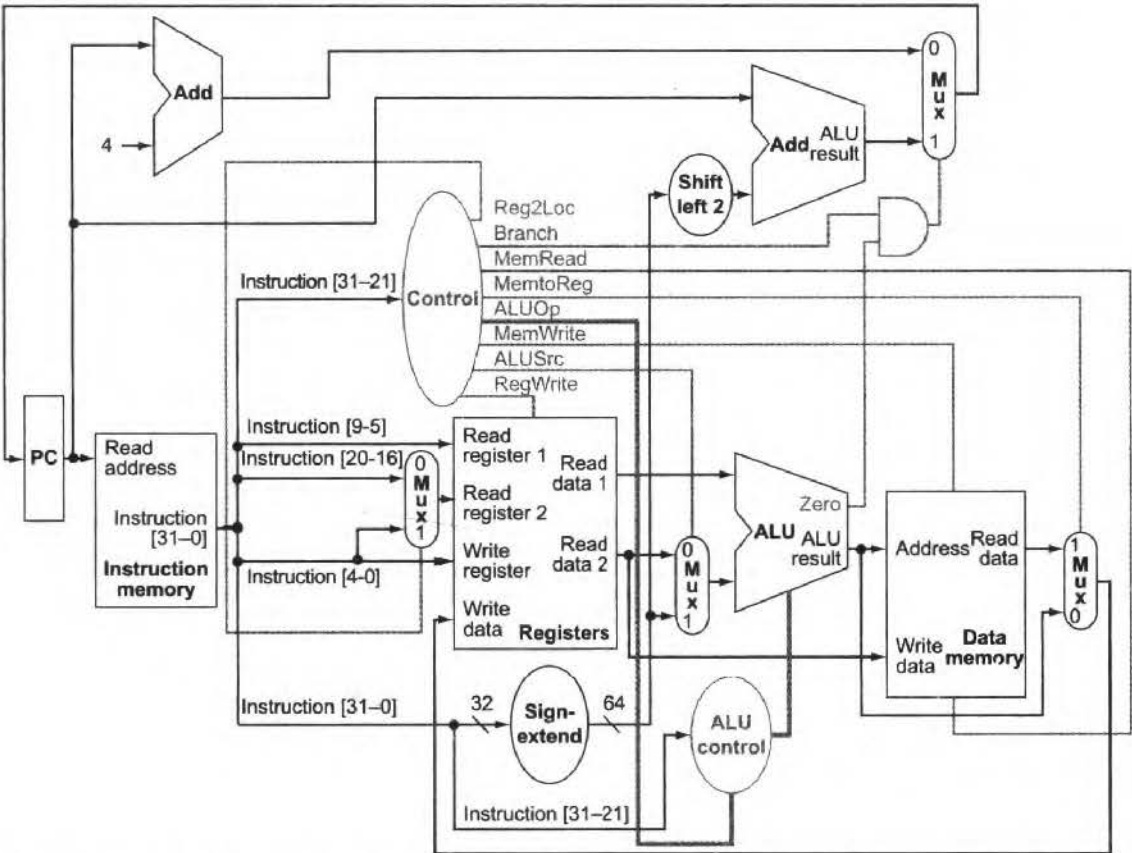 Add
4
0
Mux
1
Add ALU
result
Shift
left 2
Reg2Loc
Branch
MemRead
MemtoReg
ALUOp
MemWrite
ALUSrc
RegWrite
Control
Instruction [31–21]
PC
Read
address
Instruction
[31–0]
Instruction
memory
Instruction [9-5]
Instruction [20-16]
Instruction [4-0]
Instruction [31–0]
0
Mux
1
Read
register 1
Read
register 2
Write
register
Write
data
Read
data 1
Read
data 2
Registers
0
Mux
1
Zero
ALU
ALU
result
Address
Read
data
Write
data
Data
memory
1
Mux
0
32
Sign-
extend
64
ALU
control
Instruction [31–21]